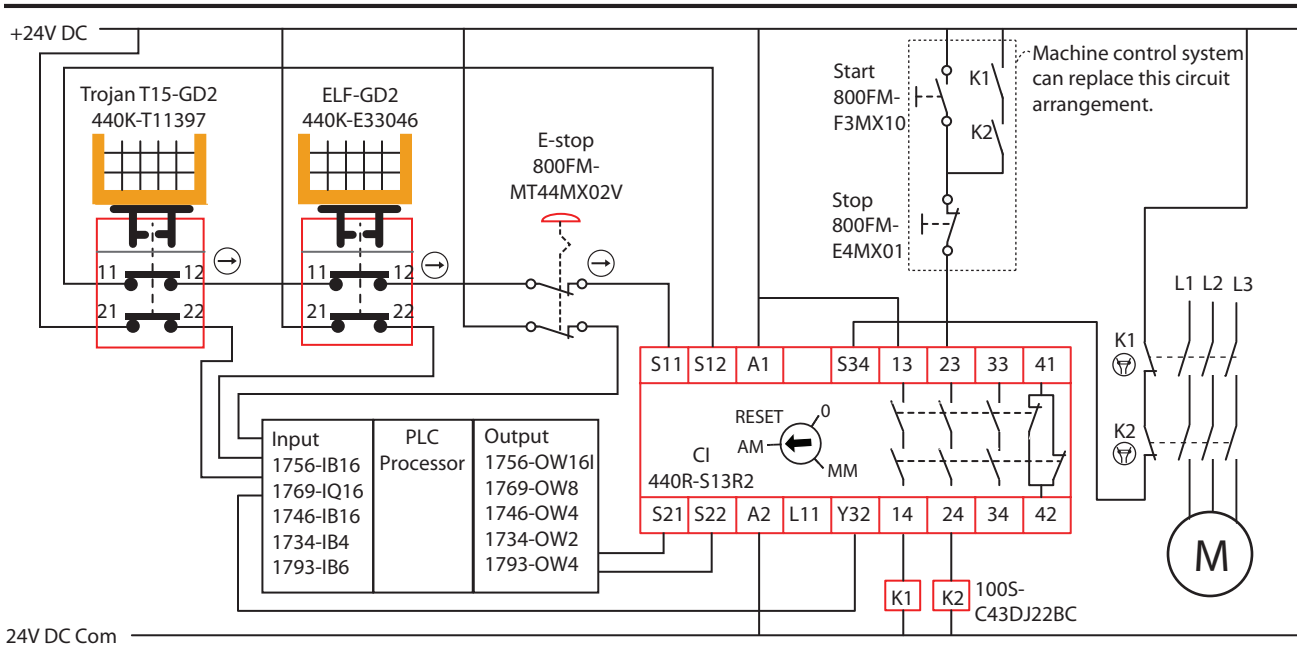 +24V DC
Trojan T15-GD2
440K-T11397
ELF-GD2
440K-E33046
E-stop
800FM-
MT44MX02V
Start
800FM-
F3MX10
K1
K2
Machine control system
can replace this circuit
arrangement.
Stop
800FM-
E4MX01
11 12
21 22
11 12
21 22
L1 L2 L3
K1
K2
M
S11 S12 A1 S34 13 23 33 41
RESET 0
AM
MM
CI
440R-S13R2
S21 S22 A2 L11 Y32 14 24 34 42
Input
1756-IB16
1769-IQ16
1746-IB16
1734-IB4
1793-IB6
PLC
Processor
Output
1756-OW16I
1769-OW8
1746-OW4
1734-OW2
1793-OW4
K1 K2
100S-
C43DJ22BC
24V DC Com